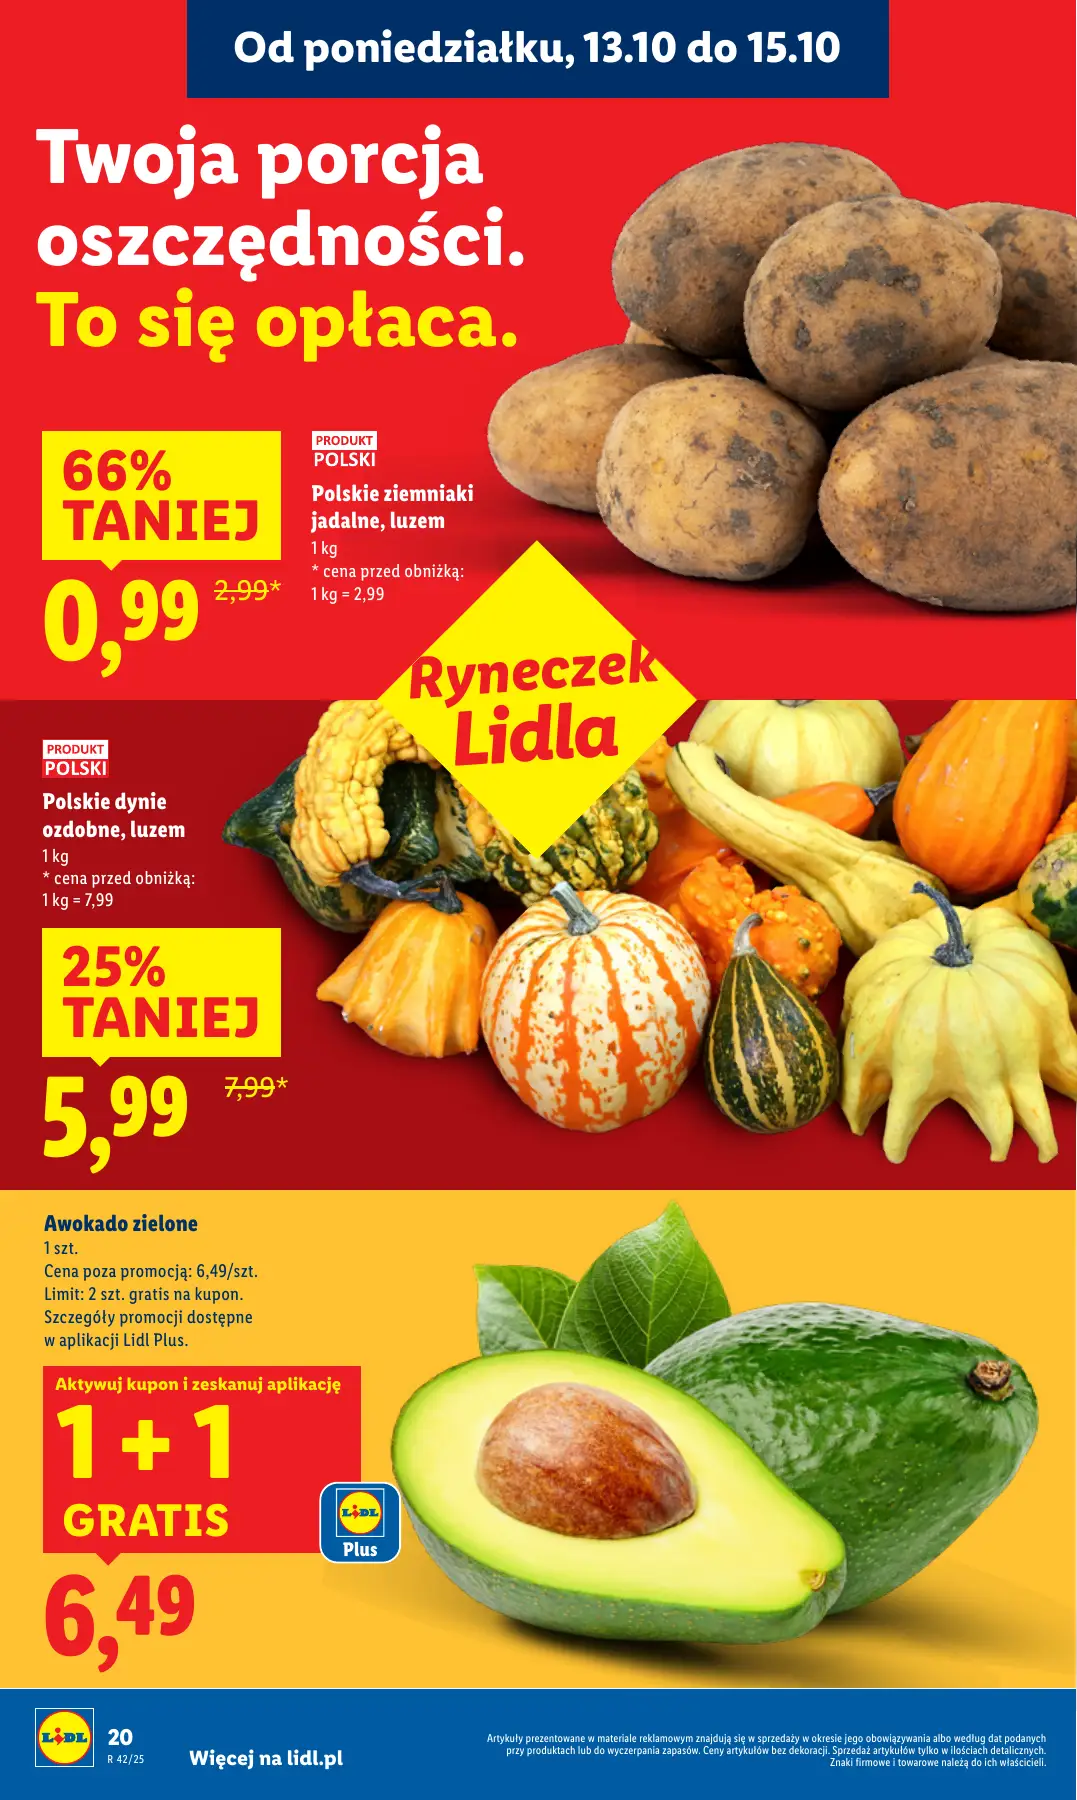 Od poniedziałku, 13.10 do 15.10
Twoja porcja
oszczędności.
To się opłaca.
66%
TANIEJ
0,99
2,99*
PRODUKT
POLSKI
Polskie ziemniaki
jadalne, luzem
1 kg
* cena przed obniżką:
1 kg = 2,99
Ryneczek
Lidla
PRODUKT
POLSKI
Polskie dynie
ozdobne, luzem
1 kg
* cena przed obniżką:
1 kg = 7,99
25%
TANIEJ
5,99
7,99*
Awokado zielone
1 szt.
Cena poza promocją: 6,49/szt.
Limit: 2 szt. gratis na kupon.
Szczegóły promocji dostępne
w aplikacji Lidl Plus.
Aktywuj kupon i zeskanuj aplikację
1 + 1
GRATIS
LIDL
Plus
6,49
LIDL
20
R 42/25
Więcej na lidl.pl
Artykuły prezentowane w materiale reklamowym znajdują się w sprzedaży w okresie jego obowiązywania albo według dat podanych
przy produktach lub do wyczerpania zapasów. Ceny artykułów bez dekoracji. Sprzedaż artykułów tylko w ilościach detalicznych.
Znaki firmowe i towarowe należą do ich właścicieli.